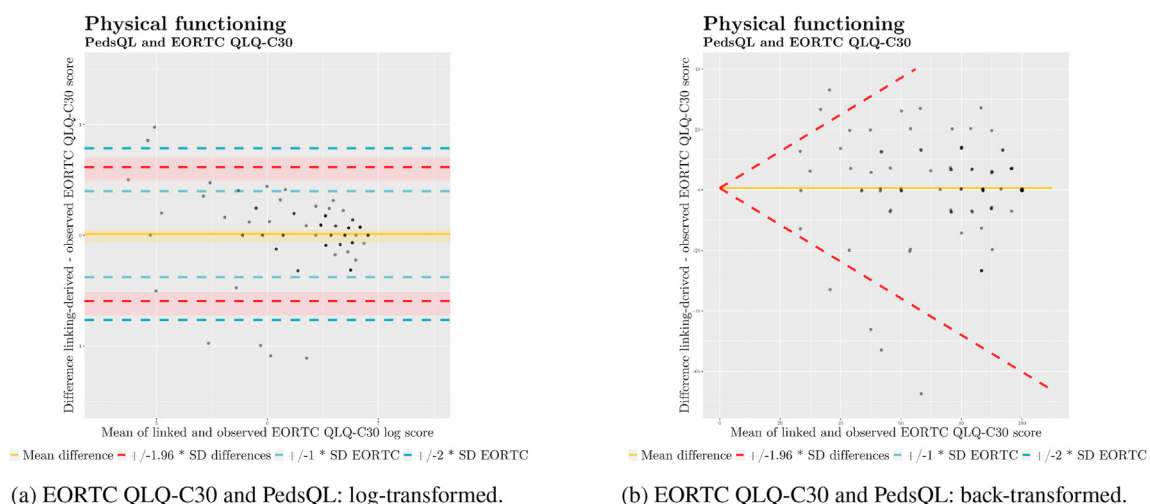 Physical functioning
PedsQL and EORTC QLQ-C30
Difference linking-derived - observed EORTC QLQ-C30 score
Mean of linked and observed EORTC QLQ-C30 log score
Mean difference +/-1.96 * SD differences +/-1 * SD EORTC +/-2 * SD EORTC
(a) EORTC QLQ-C30 and PedsQL: log-transformed.
Physical functioning
PedsQL and EORTC QLQ-C30
Difference linking-derived - observed EORTC QLQ-C30 score
Mean of linked and observed EORTC QLQ-C30 score
Mean difference +/-1.96 * SD differences +/-1 * SD EORTC +/-2 * SD EORTC
(b) EORTC QLQ-C30 and PedsQL: back-transformed.